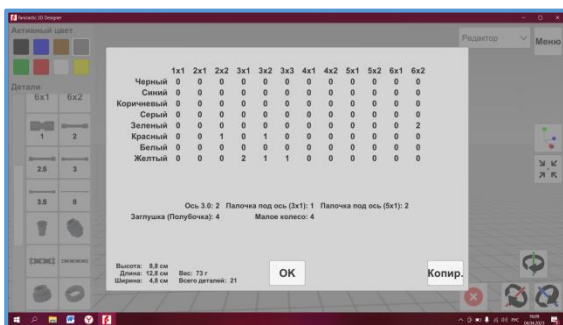 Fantastic 3D Designer
Активный цвет
Редактор
Меню
Детали:
6x1 6x2
1 2
2.5 3
3.5 8
1x1 2x1 2x2 3x1 3x2 3x3 4x1 4x2 5x1 5x2 6x1 6x2
Черный 0 0 0 0 0 0 0 0 0 0 0 0
Синий 0 0 0 0 0 0 0 0 0 0 0 0
Коричневый 0 0 0 0 0 0 0 0 0 0 0 0
Серый 0 0 0 0 0 0 0 0 0 0 0 0
Зеленый 0 0 0 0 0 0 0 0 0 0 0 2
Красный 0 0 1 0 1 0 0 0 0 0 0 0
Белый 0 0 0 0 0 0 0 0 0 0 0 0
Желтый 0 0 0 2 1 1 0 0 0 0 0 0
Ось 3.0: 2 Палочка под ось (3x1): 1 Палочка под ось (5x1): 2
Заглушка (Полубочка): 4 Малое колесо: 4
Высота: 8,8 см
Длина: 12,8 см Вес: 73 г
Ширина: 4,8 см Всего деталей: 21
OK
Копир.
РУС